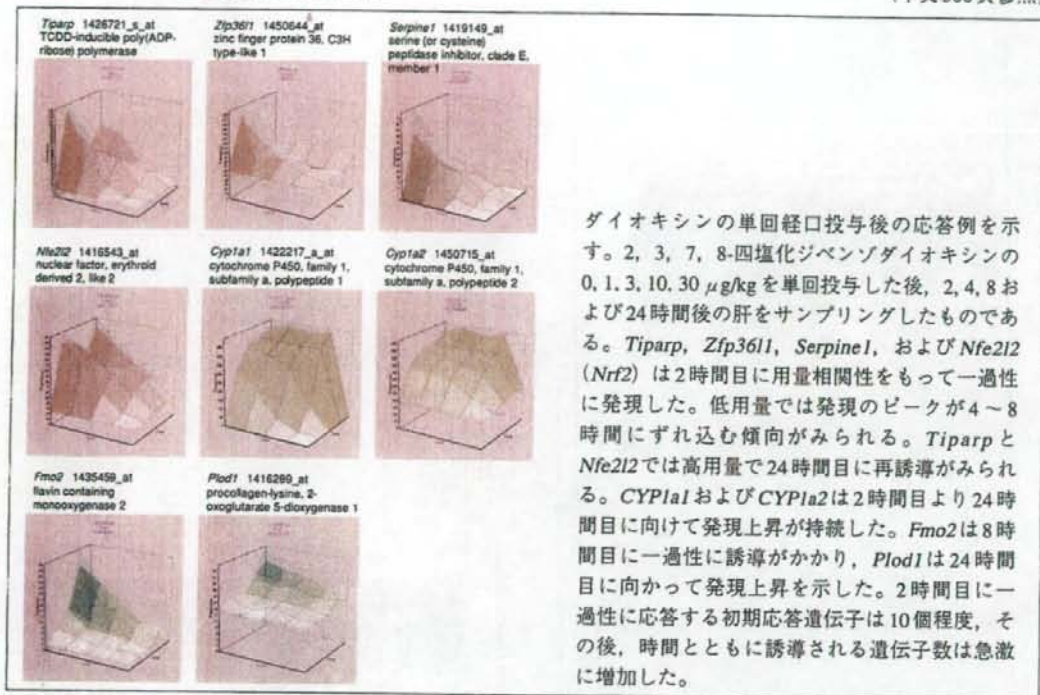 Tiparp 1426721_s_at
TCDD-inducible poly(ADP-
ribose) polymerase
Zfp36l1 1450644_at
zinc finger protein 36, C3H
type-like 1
Serpine1 1419149_at
serine (or cysteine)
peptidase inhibitor, clade E,
member 1
Nfe2l2 1416543_at
nuclear factor, erythroid
derived 2, like 2
Cyp1a1 1422217_a_at
cytochrome P450, family 1,
subfamily a, polypeptide 1
Cyp1a2 1450715_at
cytochrome P450, family 1,
subfamily a, polypeptide 2
Fmo2 1435459_at
flavin containing
monooxygenase 2
Plod1 1416289_at
procollagen-lysine, 2-
oxoglutarate 5-dioxygenase 1
ダイオキシンの単回経口投与後の応答例を示
す。2, 3, 7, 8-四塩化ジベンゾダイオキシンの
0, 1, 3, 10, 30 μg/kgを単回投与した後，2, 4, 8お
よび24時間後の肝をサンプリングしたものであ
る。Tiparp，Zfp36l1，Serpine1，およびNfe2l2
（Nrf2）は2時間目に用量相関性をもって一過性
に発現した。低用量では発現のピークが4～8
時間にずれ込む傾向がみられる。Tiparpと
Nfe2l2では高用量で24時間目に再誘導がみられ
る。CYP1a1およびCYP1a2は2時間目より24時
間目に向けて発現上昇が持続した。Fmo2は8時
間目に一過性に誘導がかかり，Plod1は24時間
目に向かって発現上昇を示した。2時間目に一
過性に応答する初期応答遺伝子は10個程度，そ
の後，時間とともに誘導される遺伝子数は急激
に増加した。